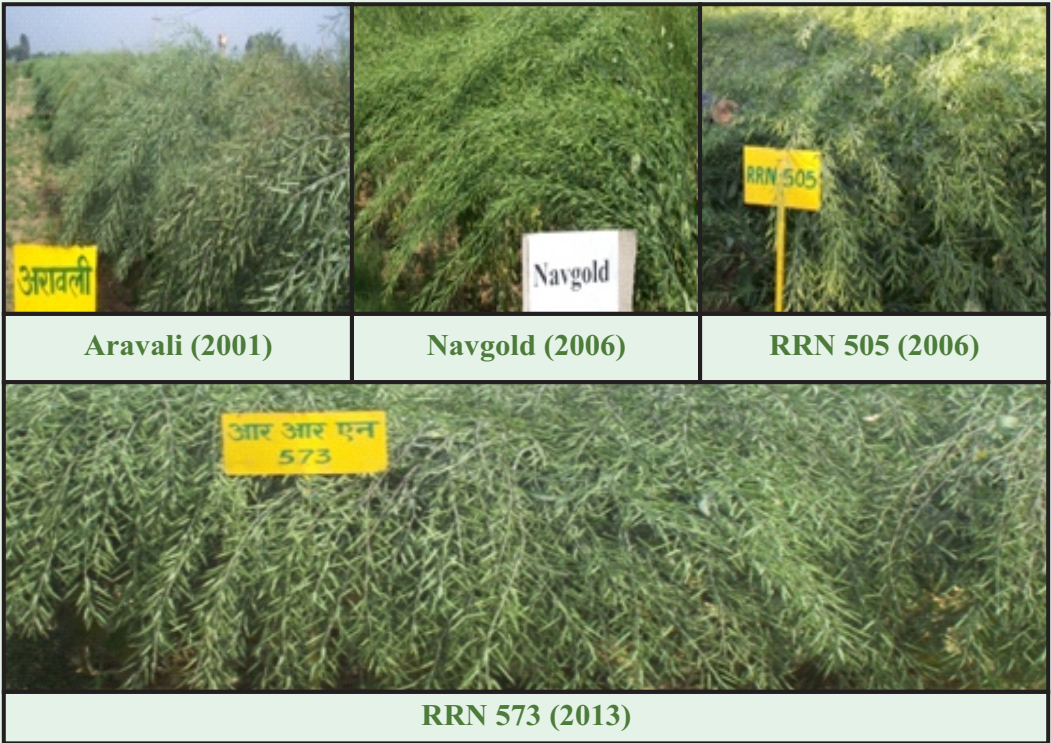 अरावली
Navgold
RRN 505
Aravali (2001)
Navgold (2006)
RRN 505 (2006)
आर आर एन
573
RRN 573 (2013)